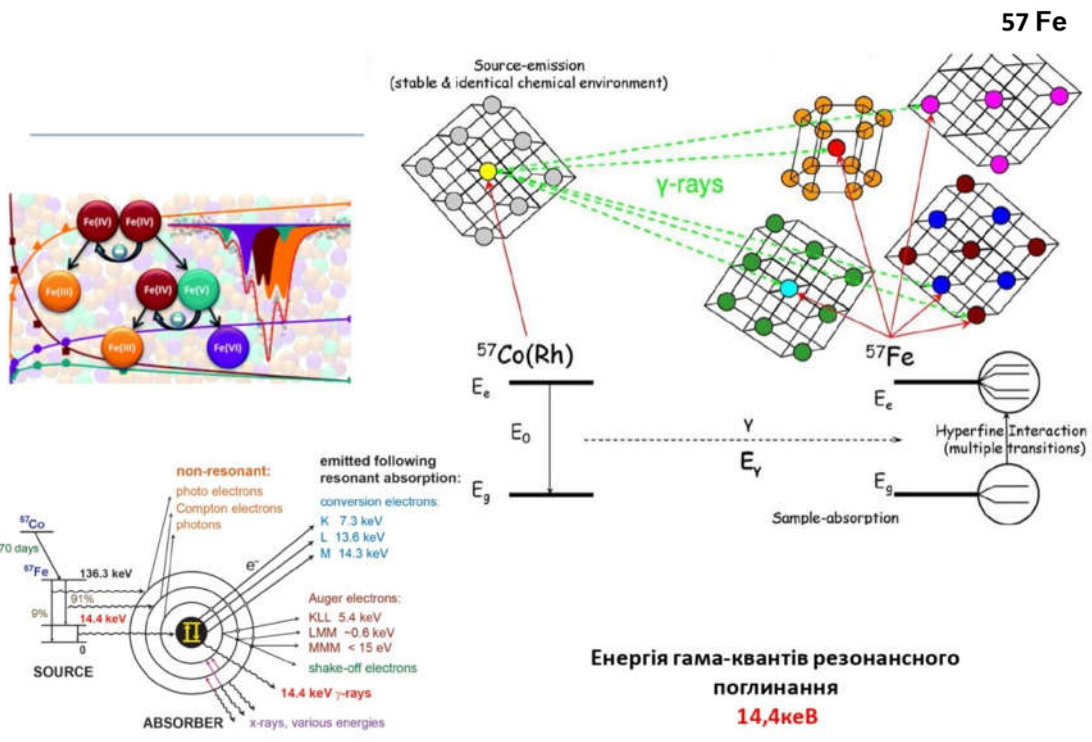 57 Fe
Source-emission
(stable & identical chemical environment)
γ-rays
57Co(Rh)
57Fe
Ee
E0
Eg
γ
Eγ
Ee
Hyperfine Interaction
(multiple transitions)
Eg
Sample-absorption
Fe(IV) Fe(IV)
Fe(III) Fe(IV) Fe(V)
Fe(III) Fe(VI)
non-resonant:
photo electrons
Compton electrons
photons
emitted following
resonant absorption:
conversion electrons:
K 7.3 keV
L 13.6 keV
M 14.3 keV
e-
57Co
70 days
57Fe
136.3 keV
91%
9%
14.4 keV
0
SOURCE
Auger electrons:
KLL 5.4 keV
LMM ~0.6 keV
MMM < 15 eV
shake-off electrons
14.4 keV γ-rays
ABSORBER
x-rays, various energies
Енергія гама-квантів резонансного
поглинання
14,4кеВ